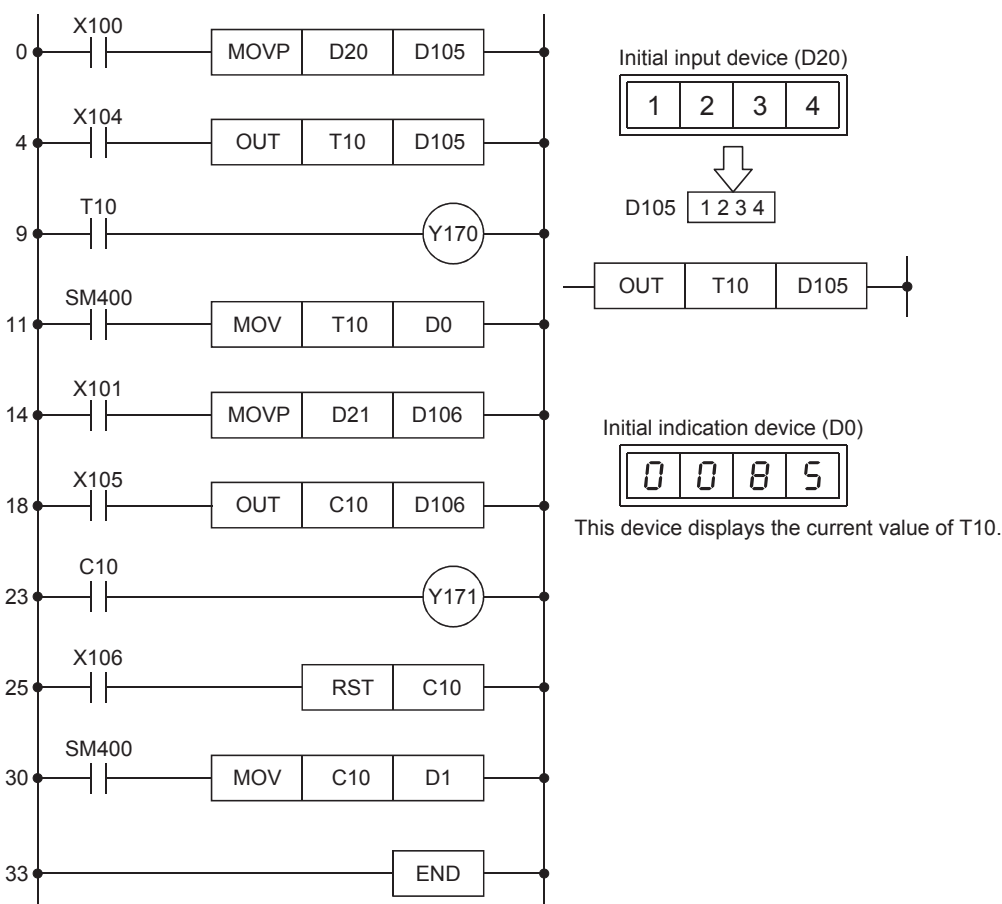 X100
0 MOVP D20 D105
X104
4 OUT T10 D105
T10
9 Y170
SM400
11 MOV T10 D0
X101
14 MOVP D21 D106
X105
18 OUT C10 D106
C10
23 Y171
X106
25 RST C10
SM400
30 MOV C10 D1
33 END
Initial input device (D20)
1 2 3 4
D105 1 2 3 4
OUT T10 D105
Initial indication device (D0)
0 0 8 5
This device displays the current value of T10.